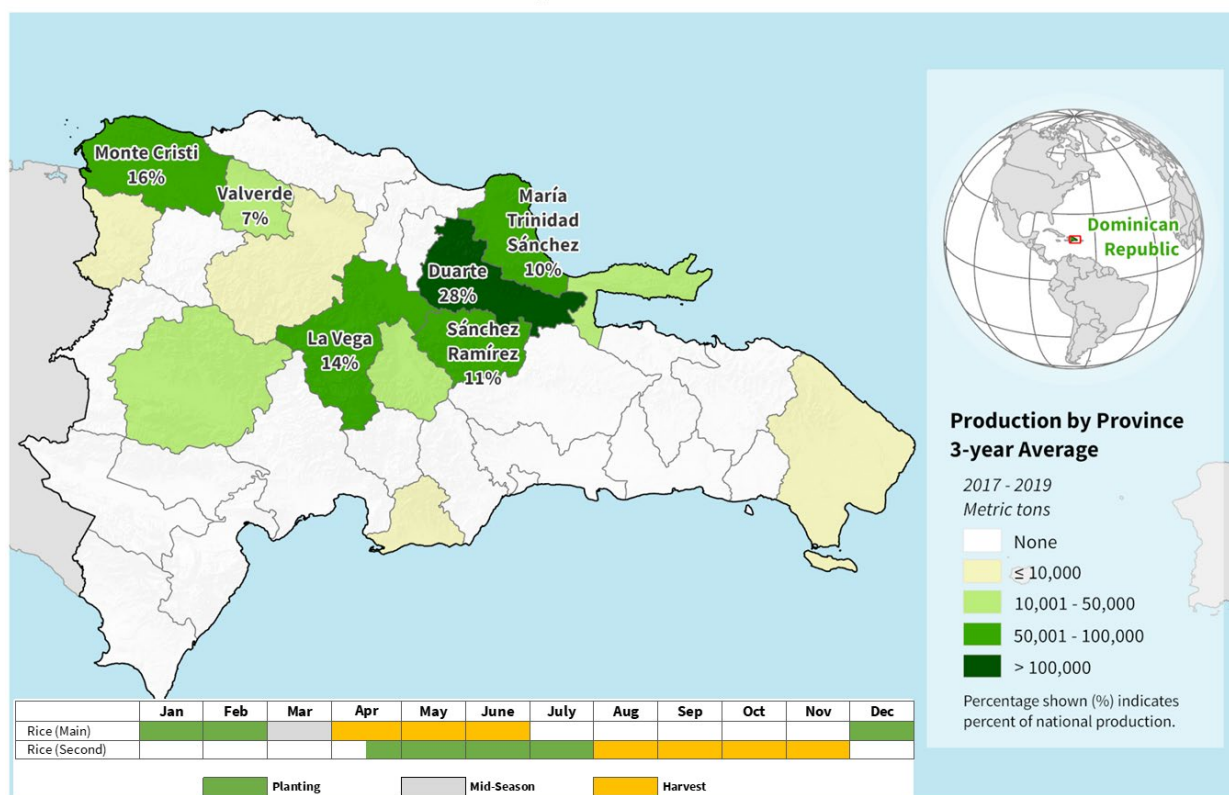 Monte Cristi
16%
Valverde
7%
María
Trinidad
Sánchez
10%
Duarte
28%
La Vega
14%
Sánchez
Ramírez
11%
Dominican
Republic
Production by Province
3-year Average
2017 - 2019
Metric tons
None
≤ 10,000
10,001 - 50,000
50,001 - 100,000
> 100,000
Percentage shown (%) indicates
percent of national production.
Jan Feb Mar Apr May June July Aug Sep Oct Nov Dec
Rice (Main)
Rice (Second)
Planting Mid-Season Harvest